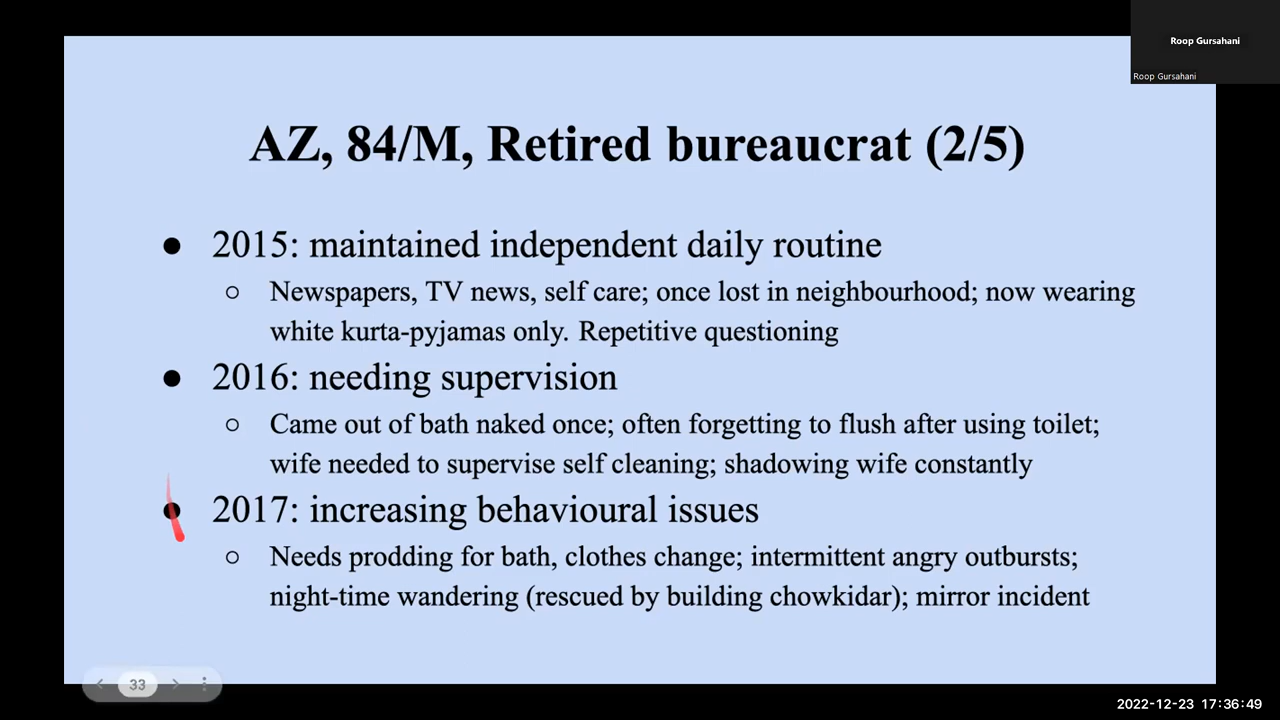 Roop Gursahani
Roop Gursahani
AZ, 84/M, Retired bureaucrat (2/5)
● 2015: maintained independent daily routine
○ Newspapers, TV news, self care; once lost in neighbourhood; now wearing
white kurta-pyjamas only. Repetitive questioning
● 2016: needing supervision
○ Came out of bath naked once; often forgetting to flush after using toilet;
wife needed to supervise self cleaning; shadowing wife constantly
● 2017: increasing behavioural issues
○ Needs prodding for bath, clothes change; intermittent angry outbursts;
night-time wandering (rescued by building chowkidar); mirror incident
33
2022-12-23 17:36:49